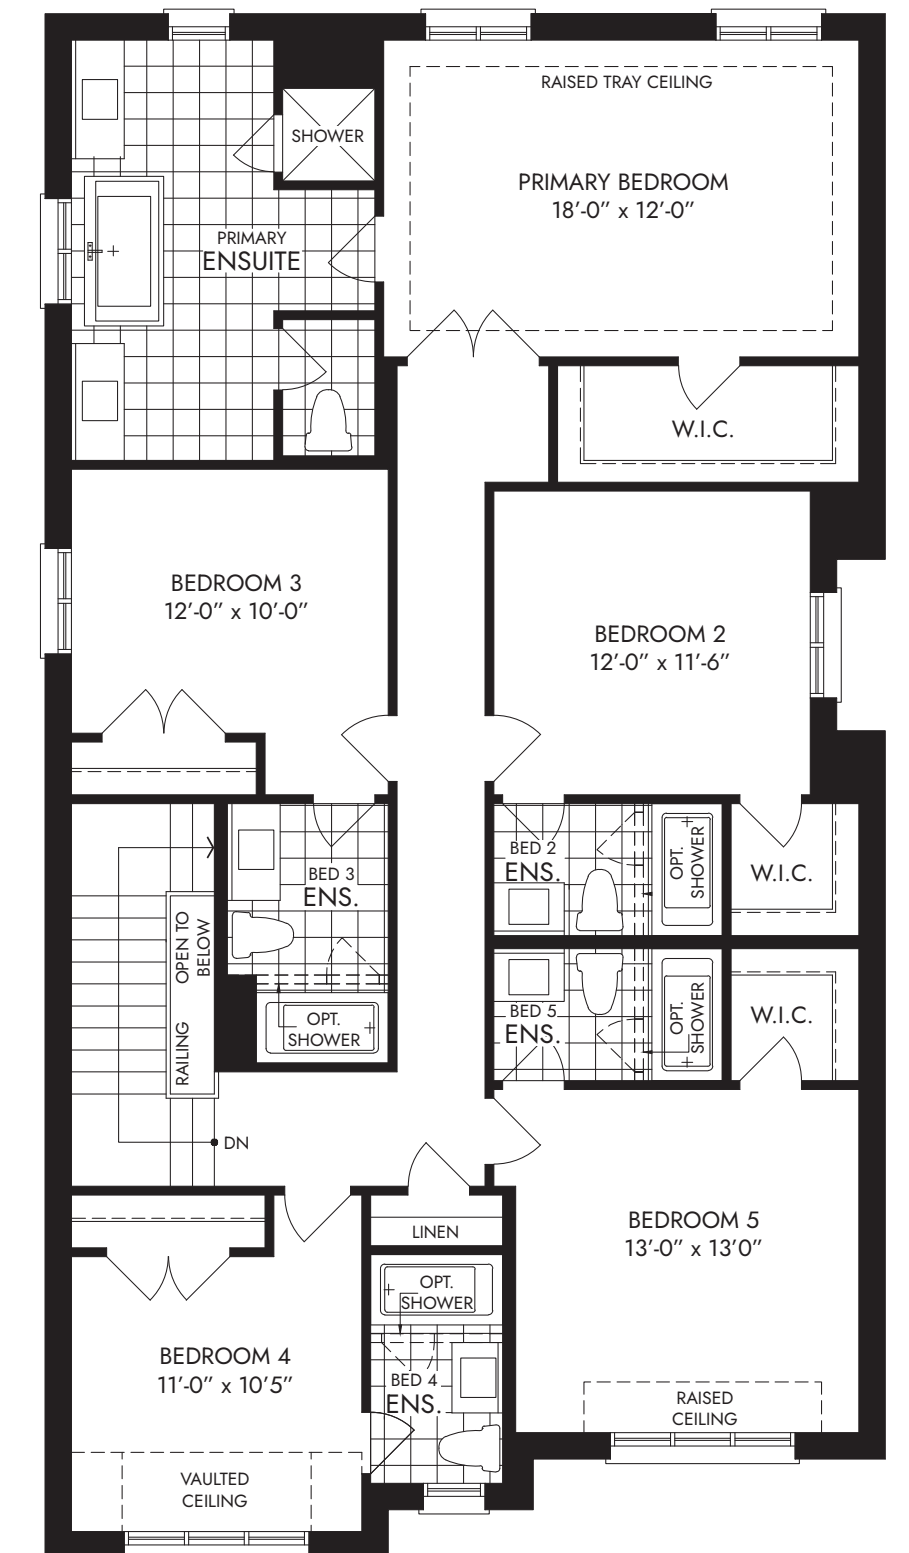 RAISED TRAY CEILING
SHOWER
PRIMARY BEDROOM
18'-0" x 12'-0"
PRIMARY
ENSUITE
W.I.C.
BEDROOM 3
12'-0" x 10'-0"
BEDROOM 2
12'-0" x 11'-6"
BED 2
ENS.
OPT.
SHOWER
W.I.C.
BED 3
ENS.
OPEN TO
BELOW
RAILING
OPT.
SHOWER
BED 5
ENS.
OPT.
SHOWER
W.I.C.
DN
LINEN
BEDROOM 5
13'-0" x 13'0"
OPT.
SHOWER
BEDROOM 4
11'-0" x 10'5"
BED 4
ENS.
RAISED
CEILING
VAULTED
CEILING